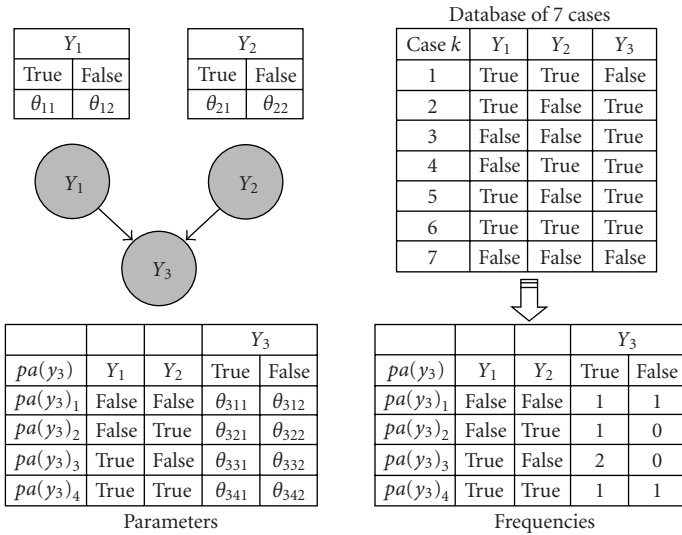 Y₁
True False
θ₁₁ θ₁₂
Y₂
True False
θ₂₁ θ₂₂
Y₁
Y₂
Y₃
Y₃
pa(y₃) Y₁ Y₂ True False
pa(y₃)₁ False False θ₃₁₁ θ₃₁₂
pa(y₃)₂ False True θ₃₂₁ θ₃₂₂
pa(y₃)₃ True False θ₃₃₁ θ₃₃₂
pa(y₃)₄ True True θ₃₄₁ θ₃₄₂
Parameters
Database of 7 cases
Case k Y₁ Y₂ Y₃
1 True True False
2 True False True
3 False False True
4 False True True
5 True False True
6 True True True
7 False False False
Y₃
pa(y₃) Y₁ Y₂ True False
pa(y₃)₁ False False 1 1
pa(y₃)₂ False True 1 0
pa(y₃)₃ True False 2 0
pa(y₃)₄ True True 1 1
Frequencies